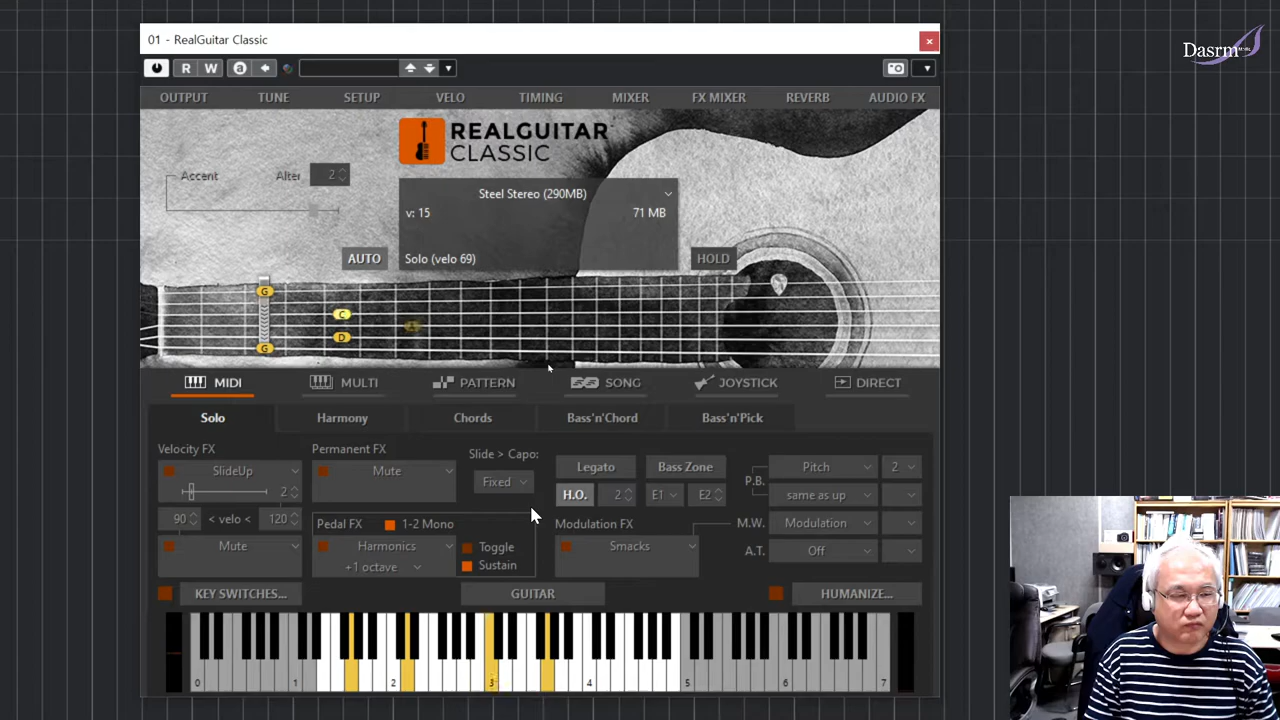 01 - RealGuitar Classic
Dasrm Music
R W a
OUTPUT TUNE SETUP VELO TIMING MIXER FX MIXER REVERB AUDIO FX
REALGUITAR
CLASSIC
Accent Alter 2
Steel Stereo (290MB)
v: 15 71 MB
AUTO Solo (velo 69) HOLD
G
C
A
D
G
MIDI MULTI PATTERN SONG JOYSTICK DIRECT
Solo Harmony Chords Bass'n'Chord Bass'n'Pick
Velocity FX Permanent FX Slide > Capo:
SlideUp Mute Legato Bass Zone Pitch 2
Fixed P.B.
2 H.O. 2 E1 E2 same as up
90 < velo < 120 Pedal FX 1-2 Mono Modulation FX M.W. Modulation
Mute Harmonics Toggle Smacks A.T. Off
+1 octave Sustain
KEY SWITCHES... GUITAR HUMANIZE...
0 1 2 3 4 5 6 7